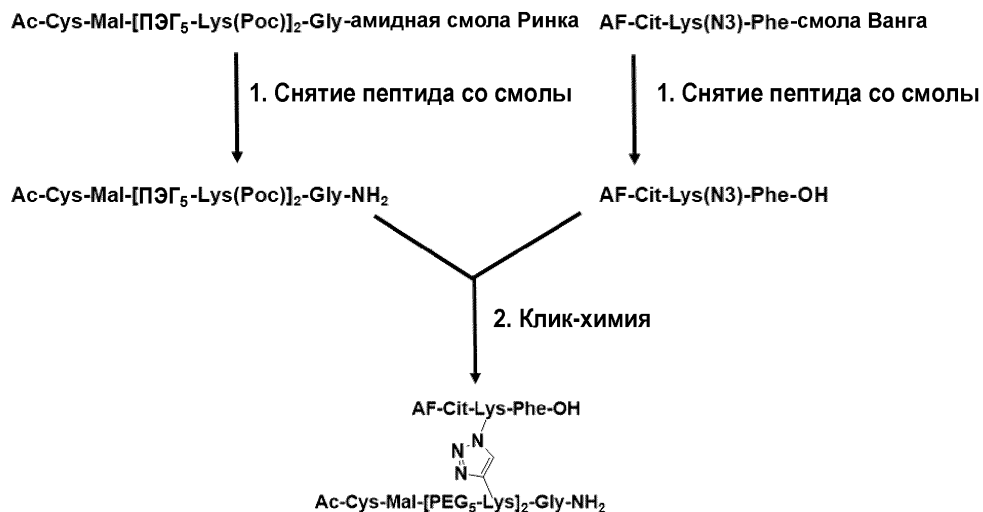 Ac-Cys-Mal-[ПЭГ5-Lys(Poc)]2-Gly-амидная смола Ринка AF-Cit-Lys(N3)-Phe-смола Ванга
1. Снятие пептида со смолы 1. Снятие пептида со смолы
Ac-Cys-Mal-[ПЭГ5-Lys(Poc)]2-Gly-NH2 AF-Cit-Lys(N3)-Phe-OH
2. Клик-химия
AF-Cit-Lys-Phe-OH
N
N
N
Ac-Cys-Mal-[PEG5-Lys]2-Gly-NH2